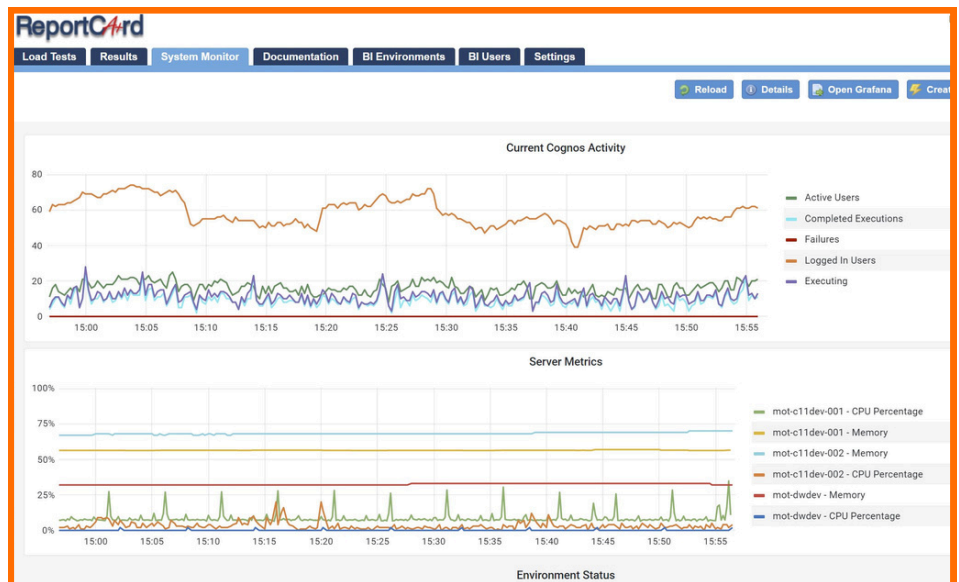 ReportCArd
Load Tests Results System Monitor Documentation BI Environments BI Users Settings
Reload Details Open Grafana Creat
Current Cognos Activity
80
60
40
20
0
15:00 15:05 15:10 15:15 15:20 15:25 15:30 15:35 15:40 15:45 15:50 15:55
Active Users
Completed Executions
Failures
Logged In Users
Executing
Server Metrics
100%
75%
50%
25%
0%
15:00 15:05 15:10 15:15 15:20 15:25 15:30 15:35 15:40 15:45 15:50 15:55
mot-c11dev-001 - CPU Percentage
mot-c11dev-001 - Memory
mot-c11dev-002 - Memory
mot-c11dev-002 - CPU Percentage
mot-dwdev - Memory
mot-dwdev - CPU Percentage
Environment Status